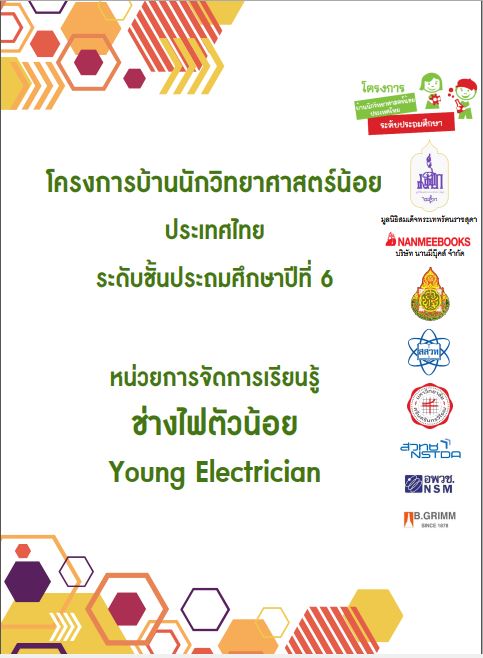 โครงการ
บ้านนักวิทยาศาสตร์น้อย
ประเทศไทย
ระดับประถมศึกษา
มูลนิธิสมเด็จพระเทพรัตนราชสุดา
NANMEEBOOKS
บริษัท นานมีบุ๊คส์ จำกัด
โครงการบ้านนักวิทยาศาสตร์น้อย
ประเทศไทย
ระดับชั้นประถมศึกษาปีที่ 6
สสวท
หน่วยการจัดการเรียนรู้
ช่างไฟตัวน้อย
Young Electrician
สวทช
NSTDA
อพวช.
NSM
B.GRIMM
SINCE 1878